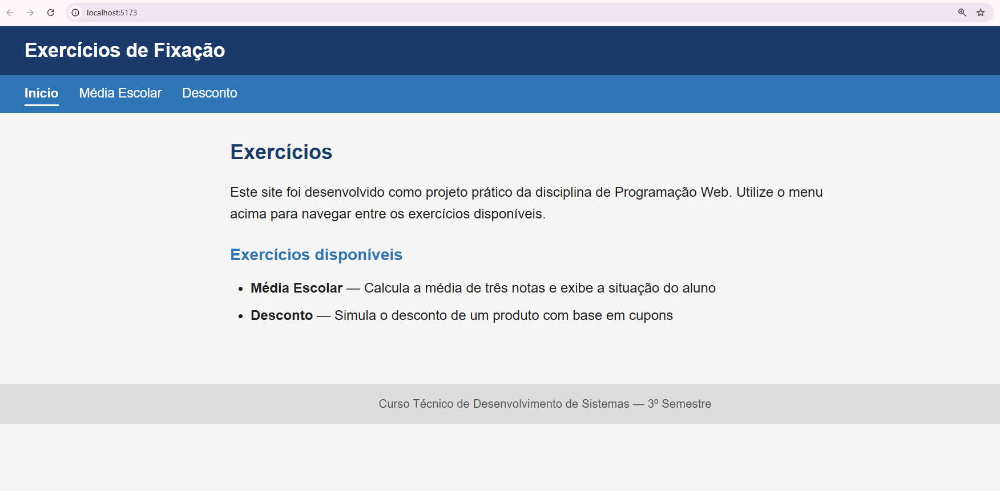 localhost:5173
Exercícios de Fixação
Início Média Escolar Desconto
Exercícios
Este site foi desenvolvido como projeto prático da disciplina de Programação Web. Utilize o menu
acima para navegar entre os exercícios disponíveis.
Exercícios disponíveis
• Média Escolar — Calcula a média de três notas e exibe a situação do aluno
• Desconto — Simula o desconto de um produto com base em cupons
Curso Técnico de Desenvolvimento de Sistemas — 3º Semestre